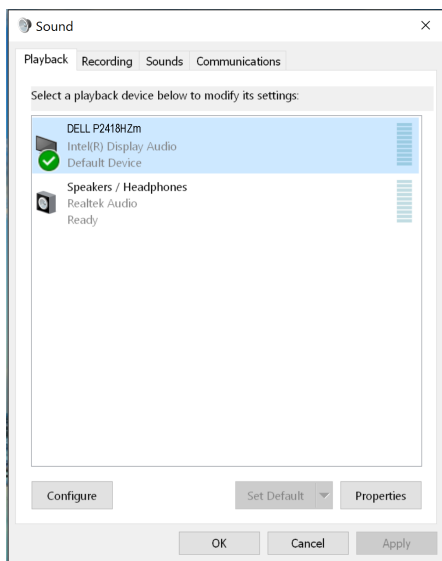 Sound
Playback Recording Sounds Communications
Select a playback device below to modify its settings:
DELL P2418HZm
Intel(R) Display Audio
Default Device
Speakers / Headphones
Realtek Audio
Ready
Configure Set Default Properties
OK Cancel Apply